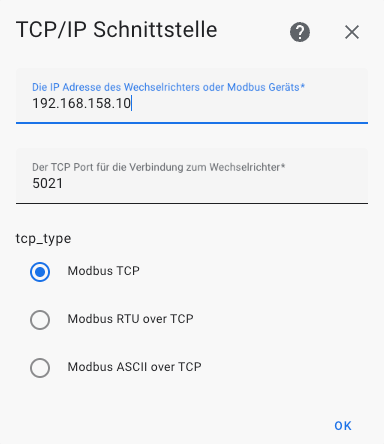 TCP/IP Schnittstelle
?
Die IP Adresse des Wechselrichters oder Modbus Geräts*
192.168.158.10
Der TCP Port für die Verbindung zum Wechselrichter*
5021
tcp_type
Modbus TCP
Modbus RTU over TCP
Modbus ASCII over TCP
OK